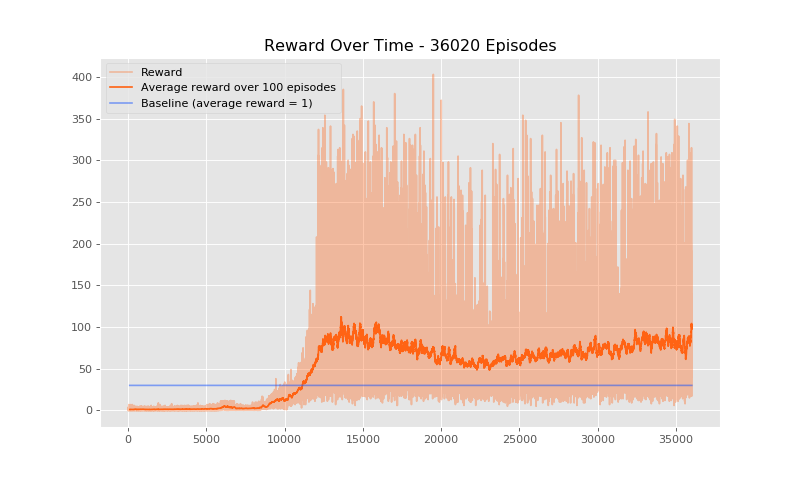 Reward Over Time - 36020 Episodes
Reward
Average reward over 100 episodes
Baseline (average reward = 1)
400
350
300
250
200
150
100
50
0
0 5000 10000 15000 20000 25000 30000 35000